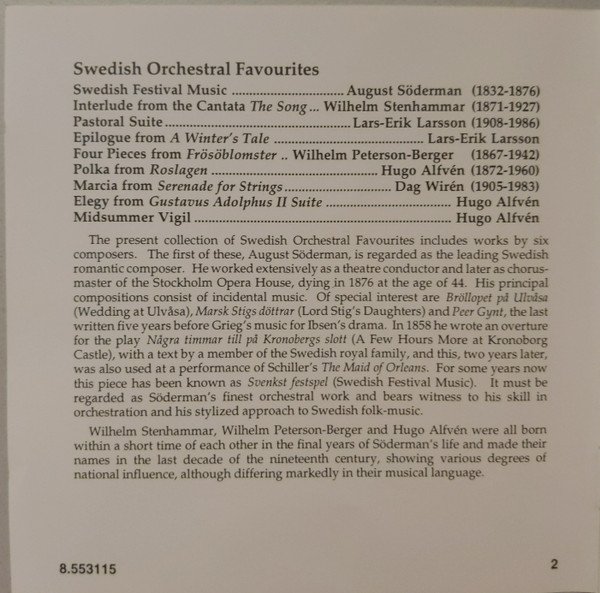 Swedish Orchestral Favourites
Swedish Festival Music ................................. August Söderman (1832-1876)
Interlude from the Cantata The Song ... Wilhelm Stenhammar (1871-1927)
Pastoral Suite ....................................................... Lars-Erik Larsson (1908-1986)
Epilogue from A Winter's Tale ........................................... Lars-Erik Larsson
Four Pieces from Frösöblomster .. Wilhelm Peterson-Berger (1867-1942)
Polka from Roslagen ................................................ Hugo Alfvén (1872-1960)
Marcia from Serenade for Strings ............................... Dag Wirén (1905-1983)
Elegy from Gustavus Adolphus II Suite ..................................... Hugo Alfvén
Midsummer Vigil ............................................................................ Hugo Alfvén
The present collection of Swedish Orchestral Favourites includes works by six
composers. The first of these, August Söderman, is regarded as the leading Swedish
romantic composer. He worked extensively as a theatre conductor and later as chorus-
master of the Stockholm Opera House, dying in 1876 at the age of 44. His principal
compositions consist of incidental music. Of special interest are Bröllopet på Ulvåsa
(Wedding at Ulvåsa), Marsk Stigs döttrar (Lord Stig's Daughters) and Peer Gynt, the last
written five years before Grieg's music for Ibsen's drama. In 1858 he wrote an overture
for the play Några timmar till på Kronobergs slott (A Few Hours More at Kronoborg
Castle), with a text by a member of the Swedish royal family, and this, two years later,
was also used at a performance of Schiller's The Maid of Orleans. For some years now
this piece has been known as Svenkst festspel (Swedish Festival Music). It must be
regarded as Söderman's finest orchestral work and bears witness to his skill in
orchestration and his stylized approach to Swedish folk-music.
Wilhelm Stenhammar, Wilhelm Peterson-Berger and Hugo Alfvén were all born
within a short time of each other in the final years of Söderman's life and made their
names in the last decade of the nineteenth century, showing various degrees of
national influence, although differing markedly in their musical language.
8.553115
2